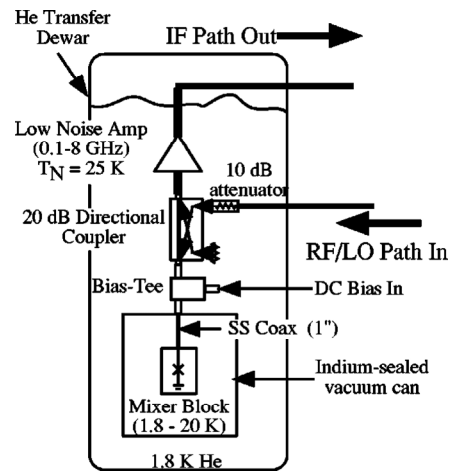 He Transfer
Dewar
IF Path Out
Low Noise Amp
(0.1-8 GHz)
T_N = 25 K
10 dB
attenuator
20 dB Directional
Coupler
RF/LO Path In
Bias-Tee
DC Bias In
SS Coax (1")
Indium-sealed
vacuum can
Mixer Block
(1.8 - 20 K)
1.8 K He